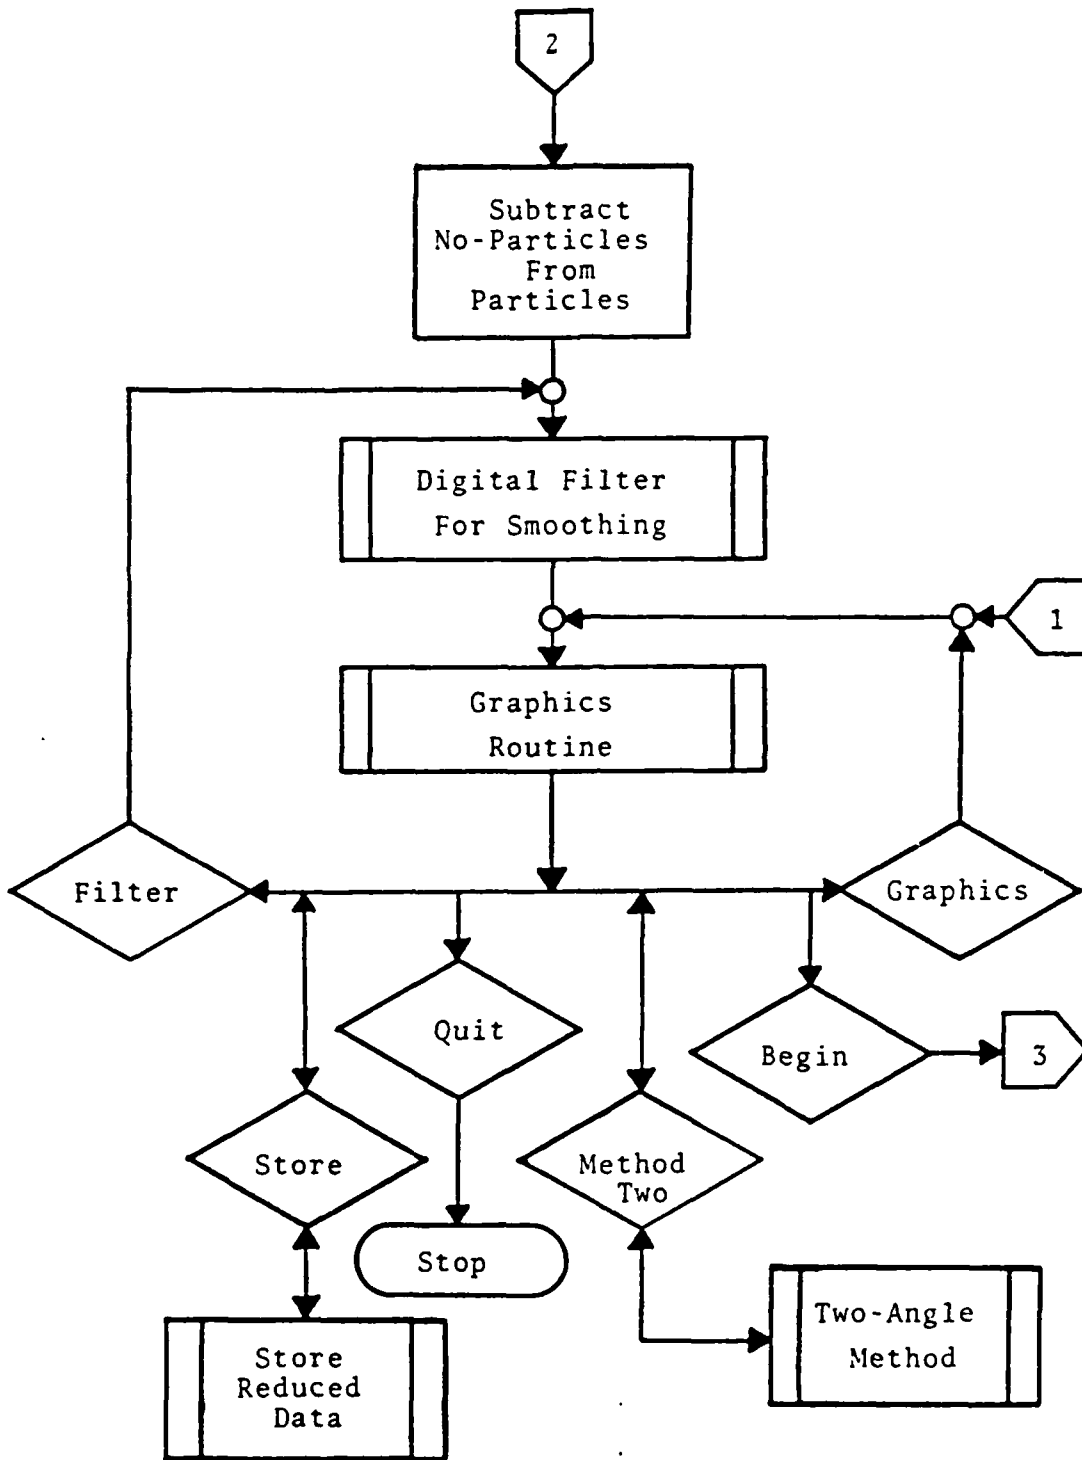 2
Subtract
No-Particles
From
Particles
Digital Filter
For Smoothing
1
Graphics
Routine
Filter
Graphics
Quit
Begin
3
Store
Method
Two
Stop
Two-Angle
Method
Store
Reduced
Data